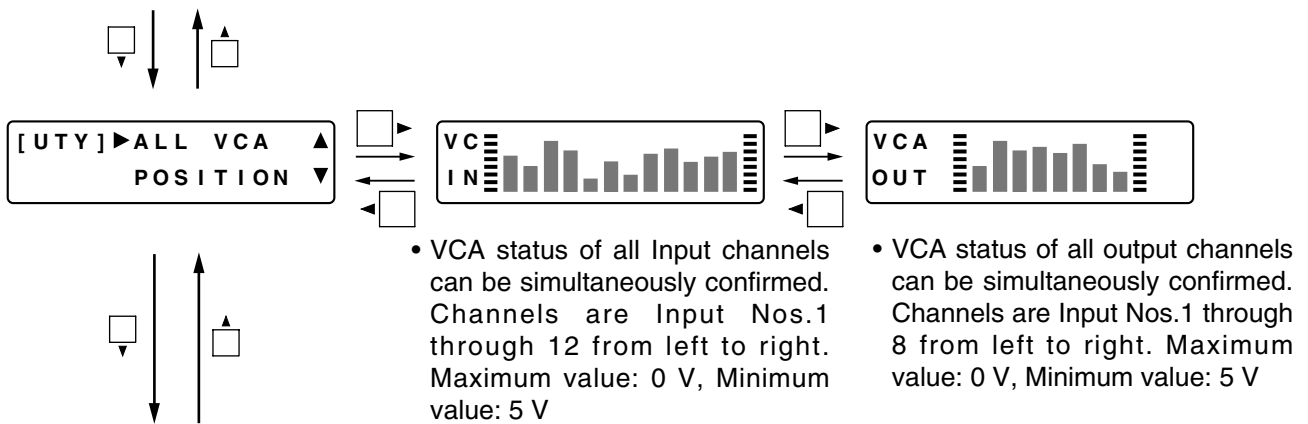 [UTY]▶ALL VCA ▲
POSITION ▼
VC
IN
VCA
OUT
• VCA status of all Input channels
can be simultaneously confirmed.
Channels are Input Nos.1
through 12 from left to right.
Maximum value: 0 V, Minimum
value: 5 V
• VCA status of all output channels
can be simultaneously confirmed.
Channels are Input Nos.1 through
8 from left to right. Maximum
value: 0 V, Minimum value: 5 V